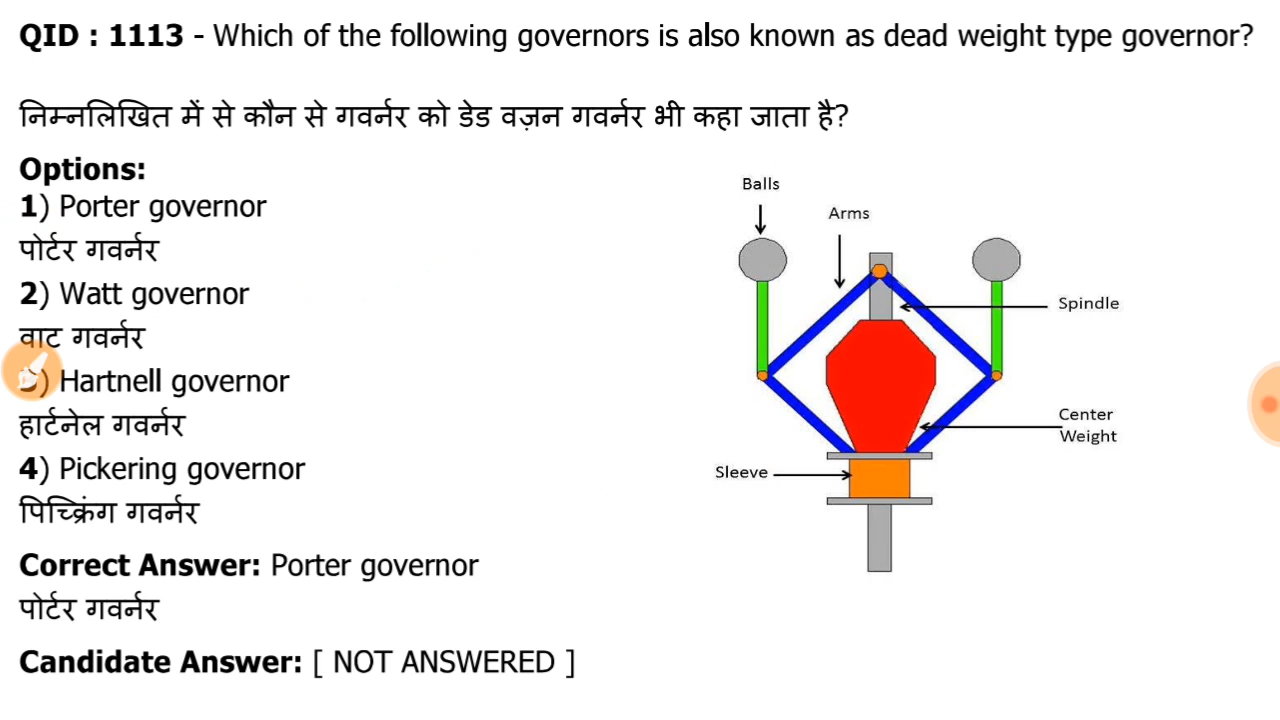 QID : 1113 - Which of the following governors is also known as dead weight type governor?
निम्नलिखित में से कौन से गवर्नर को डेड वज़न गवर्नर भी कहा जाता है?
Options:
1) Porter governor
पोर्टर गवर्नर
2) Watt governor
वाट गवर्नर
3) Hartnell governor
हार्टनेल गवर्नर
4) Pickering governor
पिच्क्रिंग गवर्नर
Correct Answer: Porter governor
पोर्टर गवर्नर
Candidate Answer: [ NOT ANSWERED ]
Balls
Arms
Spindle
Center
Weight
Sleeve